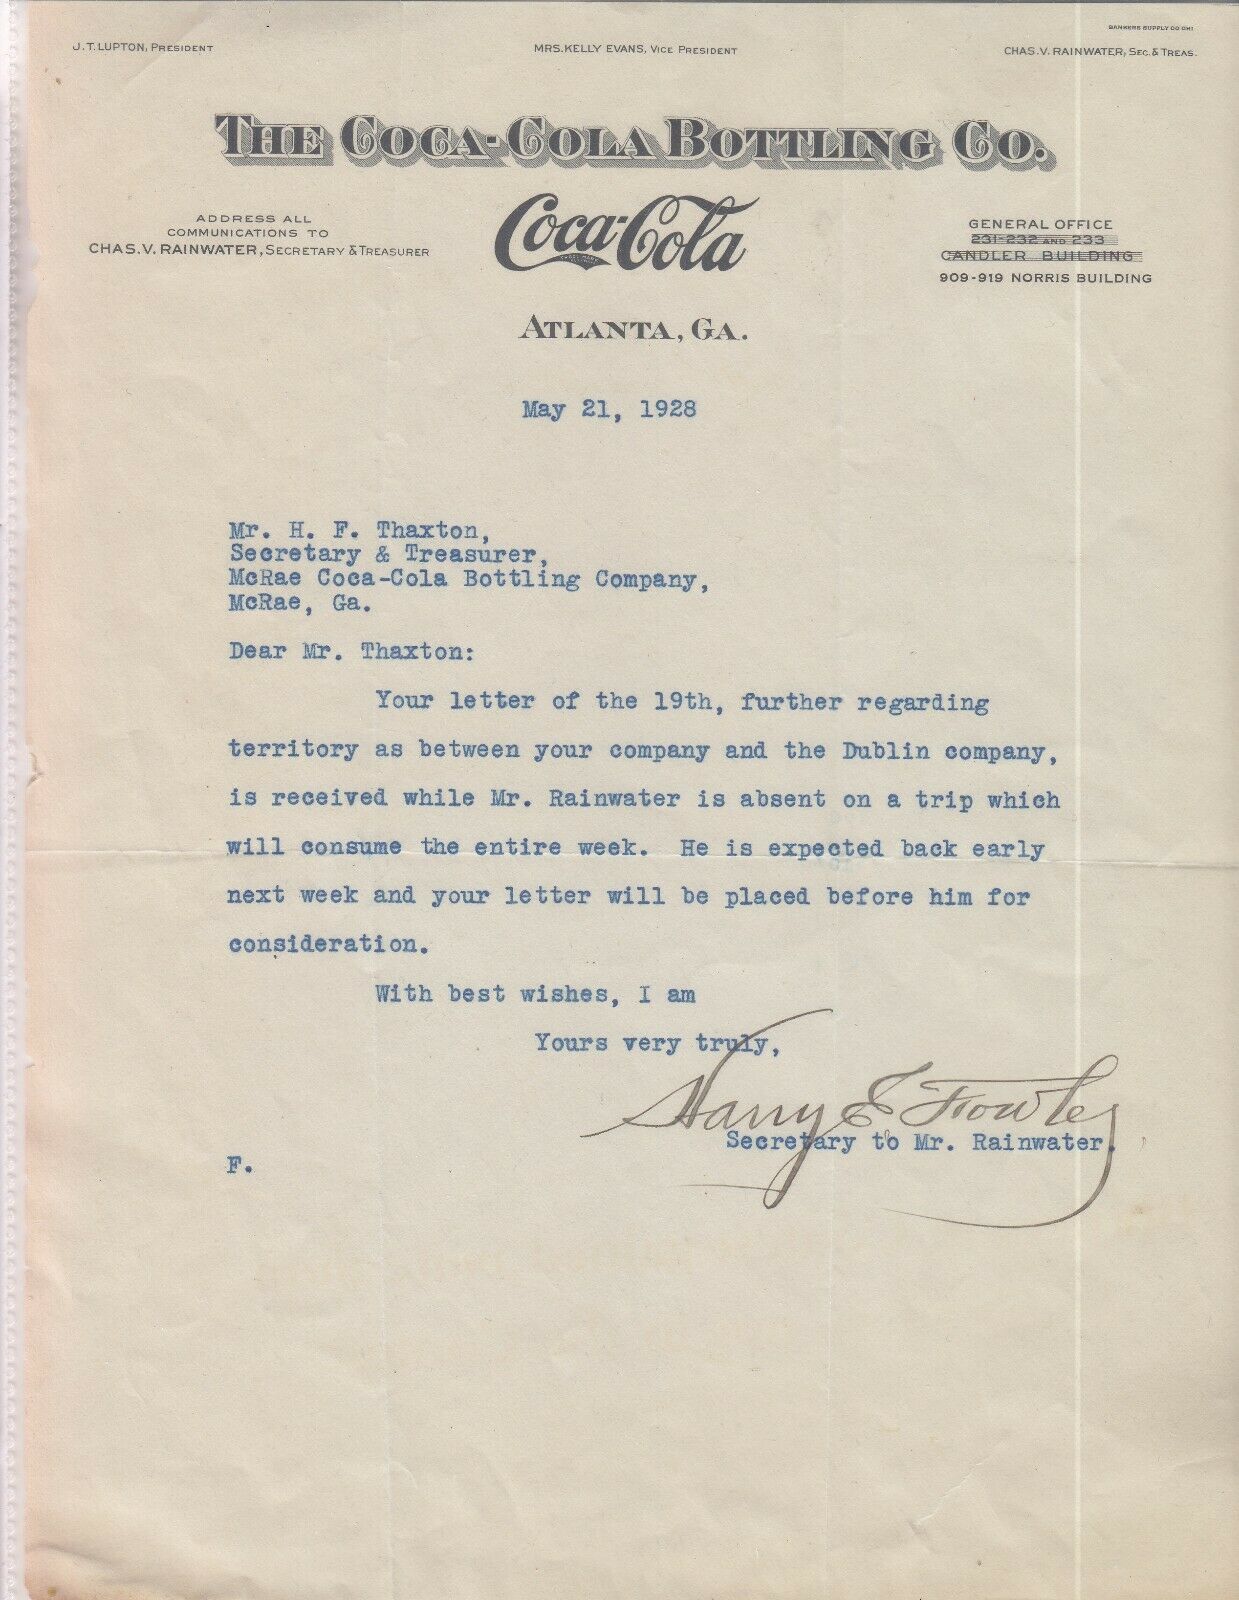 BANKERS SUPPLY CO CHI
J. T. LUPTON, PRESIDENT
MRS. KELLY EVANS, VICE PRESIDENT
CHAS. V. RAINWATER, SEC. & TREAS.
THE COCA-COLA BOTTLING CO.
ADDRESS ALL
COMMUNICATIONS TO
CHAS. V. RAINWATER, SECRETARY & TREASURER
Coca-Cola
GENERAL OFFICE
231-232 AND 233
CANDLER BUILDING
909-919 NORRIS BUILDING
ATLANTA, GA.
May 21, 1928
Mr. H. F. Thaxton,
Secretary & Treasurer,
McRae Coca-Cola Bottling Company,
McRae, Ga.
Dear Mr. Thaxton:
Your letter of the 19th, further regarding
territory as between your company and the Dublin company,
is received while Mr. Rainwater is absent on a trip which
will consume the entire week. He is expected back early
next week and your letter will be placed before him for
consideration.
With best wishes, I am
Yours very truly,
Harry E Fowler
Secretary to Mr. Rainwater.
F.